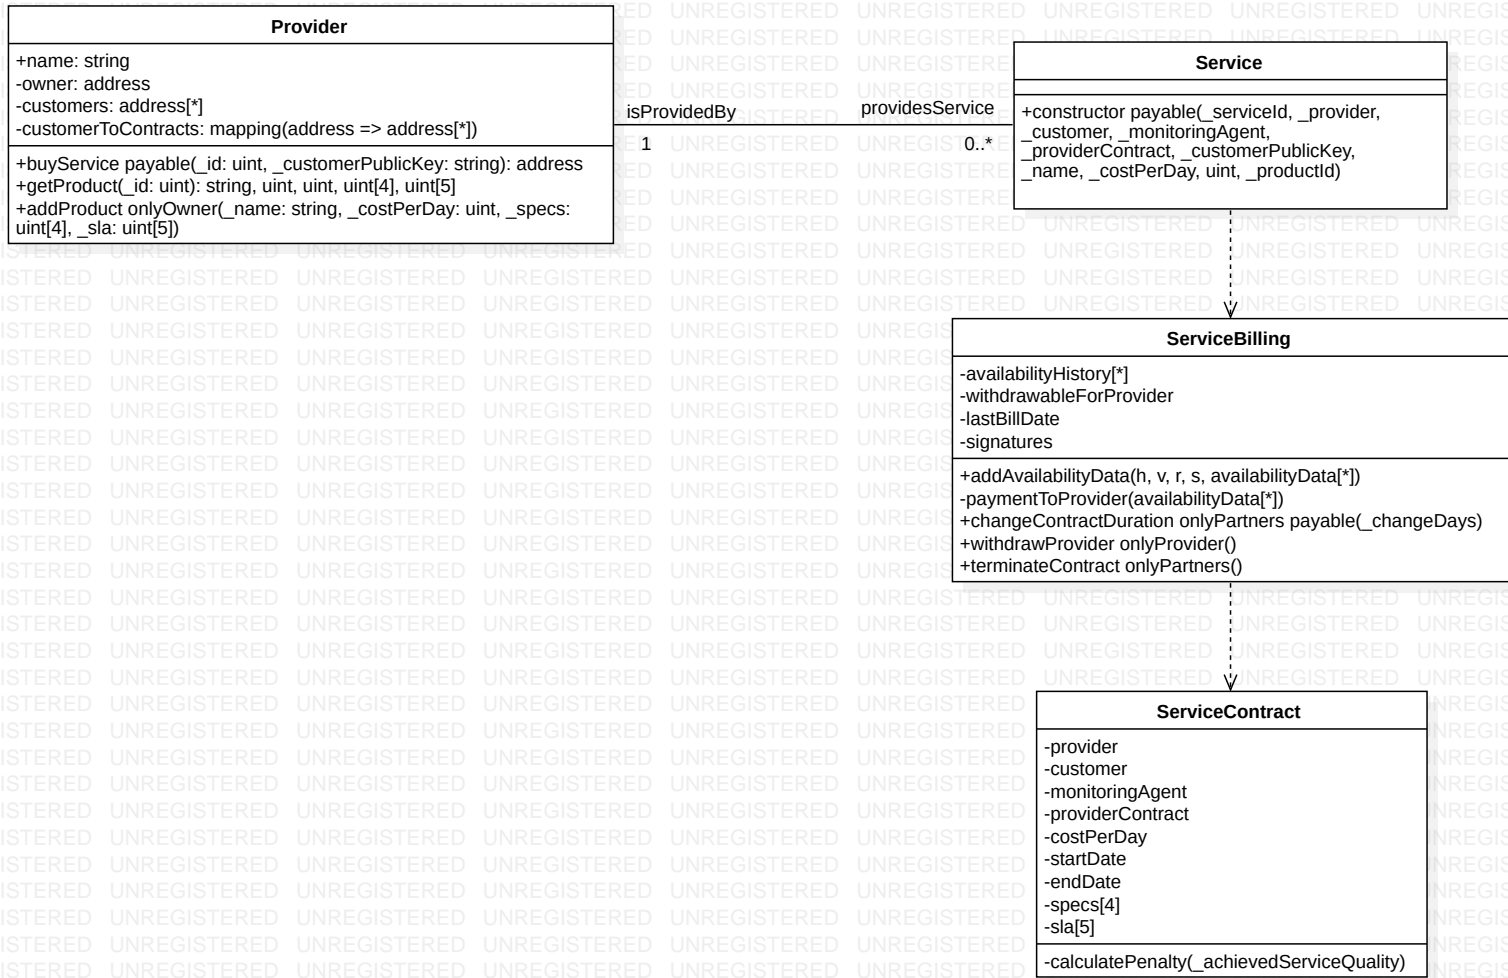 Provider
+name: string
-owner: address
-customers: address[*]
-customerToContracts: mapping(address => address[*])
+buyService payable(_id: uint, _customerPublicKey: string): address
+getProduct(_id: uint): string, uint, uint, uint[4], uint[5]
+addProduct onlyOwner(_name: string, _costPerDay: uint, _specs:
uint[4], _sla: uint[5])
isProvidedBy
1
providesService
0..*
Service
+constructor payable(_serviceId, _provider,
_customer, _monitoringAgent,
_providerContract, _customerPublicKey,
_name, _costPerDay, uint, _productId)
ServiceBilling
-availabilityHistory[*]
-withdrawableForProvider
-lastBillDate
-signatures
+addAvailabilityData(h, v, r, s, availabilityData[*])
-paymentToProvider(availabilityData[*])
+changeContractDuration onlyPartners payable(_changeDays)
+withdrawProvider onlyProvider()
+terminateContract onlyPartners()
ServiceContract
-provider
-customer
-monitoringAgent
-providerContract
-costPerDay
-startDate
-endDate
-specs[4]
-sla[5]
-calculatePenalty(_achievedServiceQuality)
UNREGISTERED